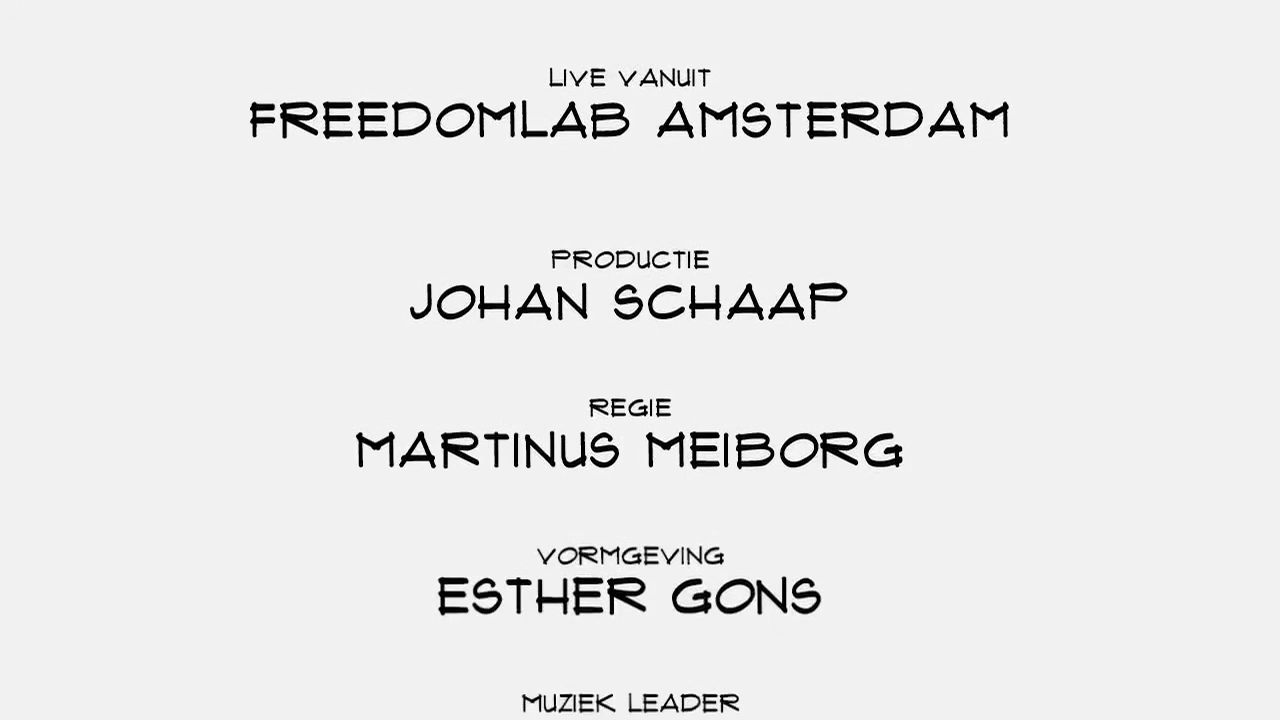 LIVE VANUIT
FREEDOMLAB AMSTERDAM
PRODUCTIE
JOHAN SCHAAP
REGIE
MARTINUS MEIBORG
VORMGEVING
ESTHER GONS
MUZIEK LEADER